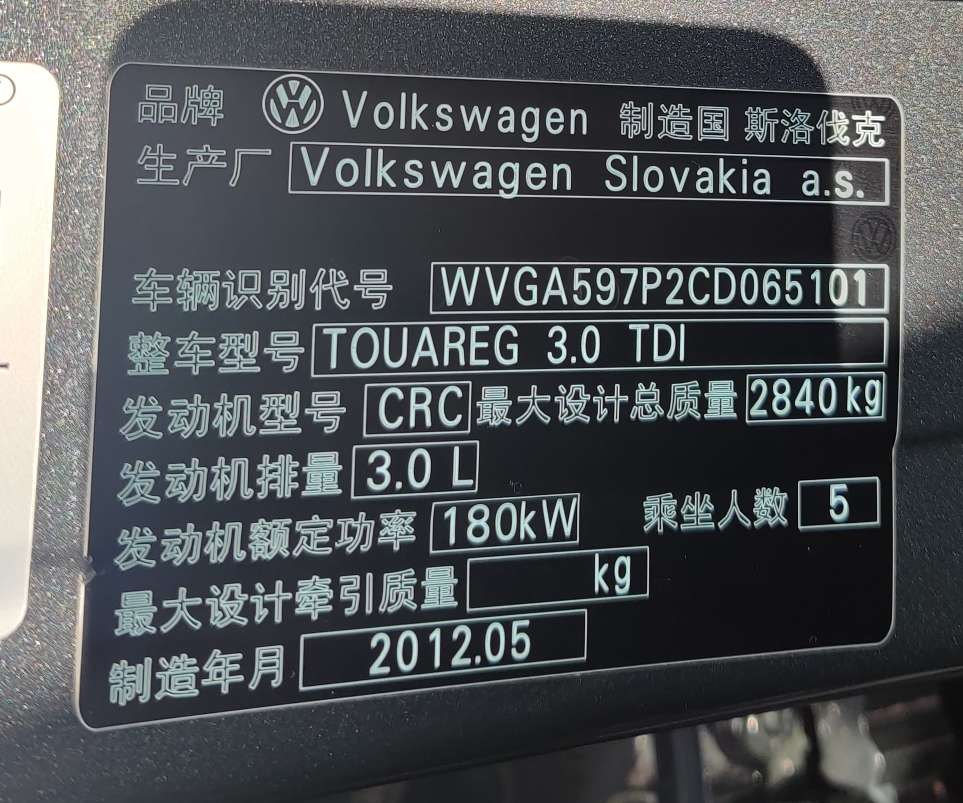 品牌 Volkswagen 制造国 斯洛伐克
生产厂 Volkswagen Slovakia a.s.
车辆识别代号 WVGA597P2CD065101
整车型号 TOUAREG 3.0 TDI
发动机型号 CRC 最大设计总质量 2840 kg
发动机排量 3.0 L
发动机额定功率 180kW 乘坐人数 5
最大设计牵引质量 kg
制造年月 2012.05